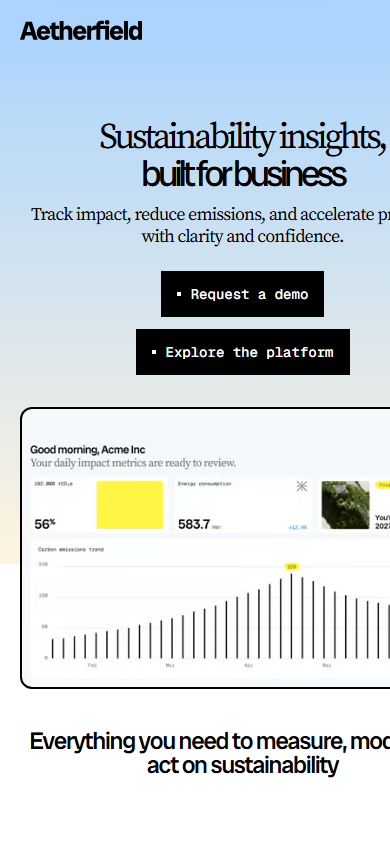 Aetherfield
Sustainability insights,
built for business
Track impact, reduce emissions, and accelerate
with clarity and confidence.
Request a demo
Explore the platform
Good morning, Acme Inc
Your daily impact metrics are ready to review.
Energy consumption
56%
583.7
Carbon emissions trend
240
220
Feb
Mar
Apr
May
Everything you need to measure,
act on sustainability